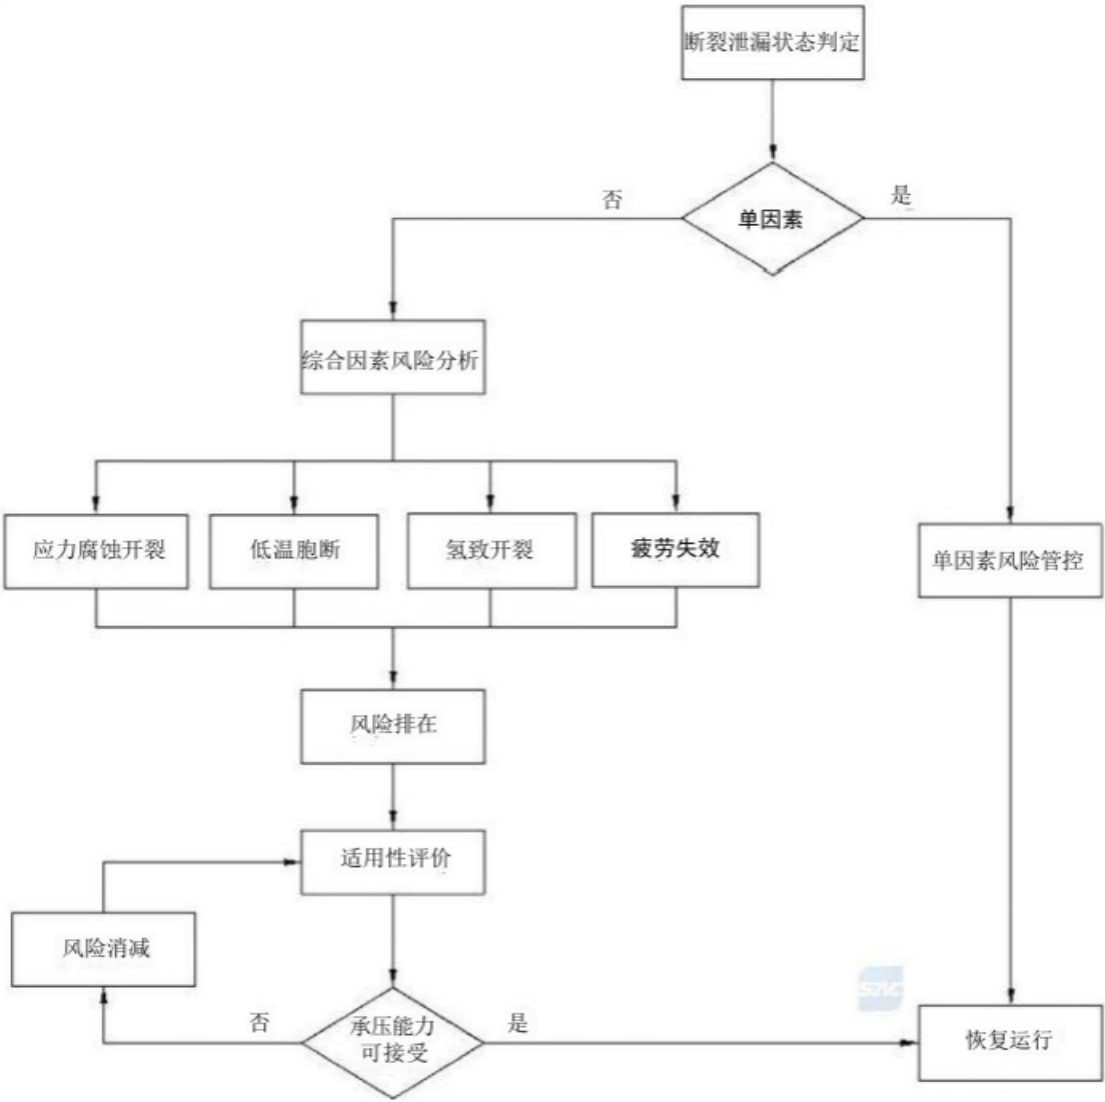 断裂泄漏状态判定
否
是
单因素
综合因素风险分析
应力腐蚀开裂
低温胞断
氢致开裂
疲劳失效
单因素风险管控
风险排在
适用性评价
风险消减
否
承压能力
可接受
是
SZIC
恢复运行